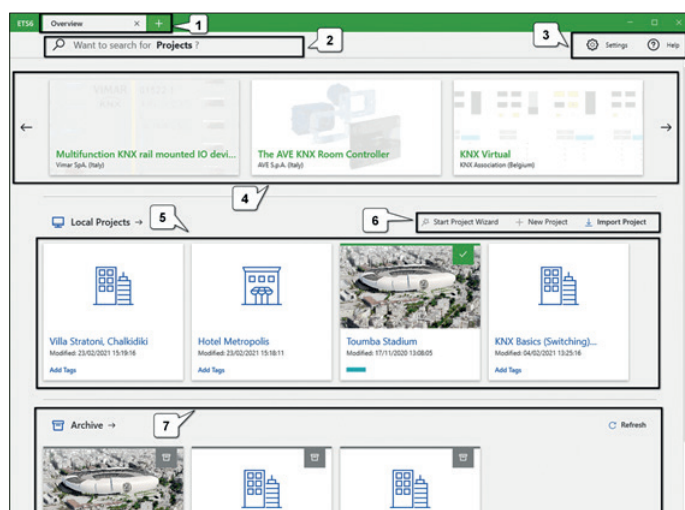 ETS6 Overview × + 1
Want to search for Projects ? 2
3 Settings Help
VIMAR
Multifunction KNX rail mounted IO devi...
Vimar SpA. (Italy)
The AVE KNX Room Controller
AVE S.p.A. (Italy)
KNX Virtual
KNX Association (Belgium)
4
Local Projects → 5
6 Start Project Wizard + New Project Import Project
Villa Stratoni, Chalkidiki
Modified: 23/02/2021 15:19:16
Add Tags
Hotel Metropolis
Modified: 23/02/2021 15:18:11
Add Tags
Toumba Stadium
Modified: 17/11/2020 13:08:05
KNX Basics (Switching)...
Modified: 04/02/2021 13:25:16
Add Tags
Archive → 7 Refresh